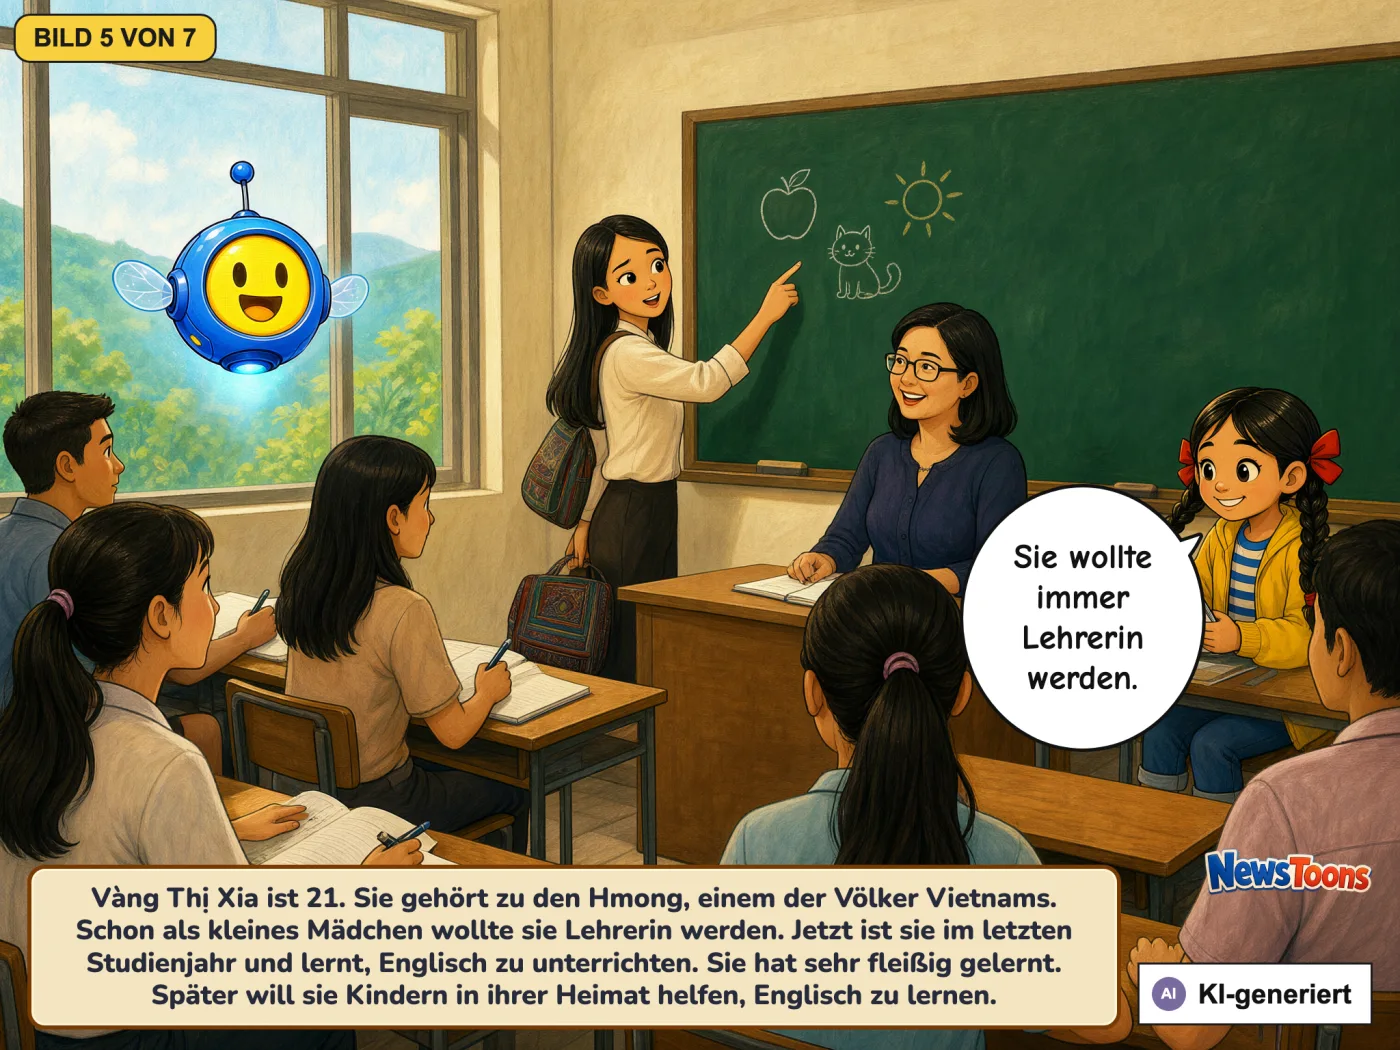 BILD 5 VON 7
Sie wollte
immer
Lehrerin
werden.
Vàng Thị Xia ist 21. Sie gehört zu den Hmong, einem der Völker Vietnams.
Schon als kleines Mädchen wollte sie Lehrerin werden. Jetzt ist sie im letzten
Studienjahr und lernt, Englisch zu unterrichten. Sie hat sehr fleißig gelernt.
Später will sie Kindern in ihrer Heimat helfen, Englisch zu lernen.
NewsToons
AI KI-generiert